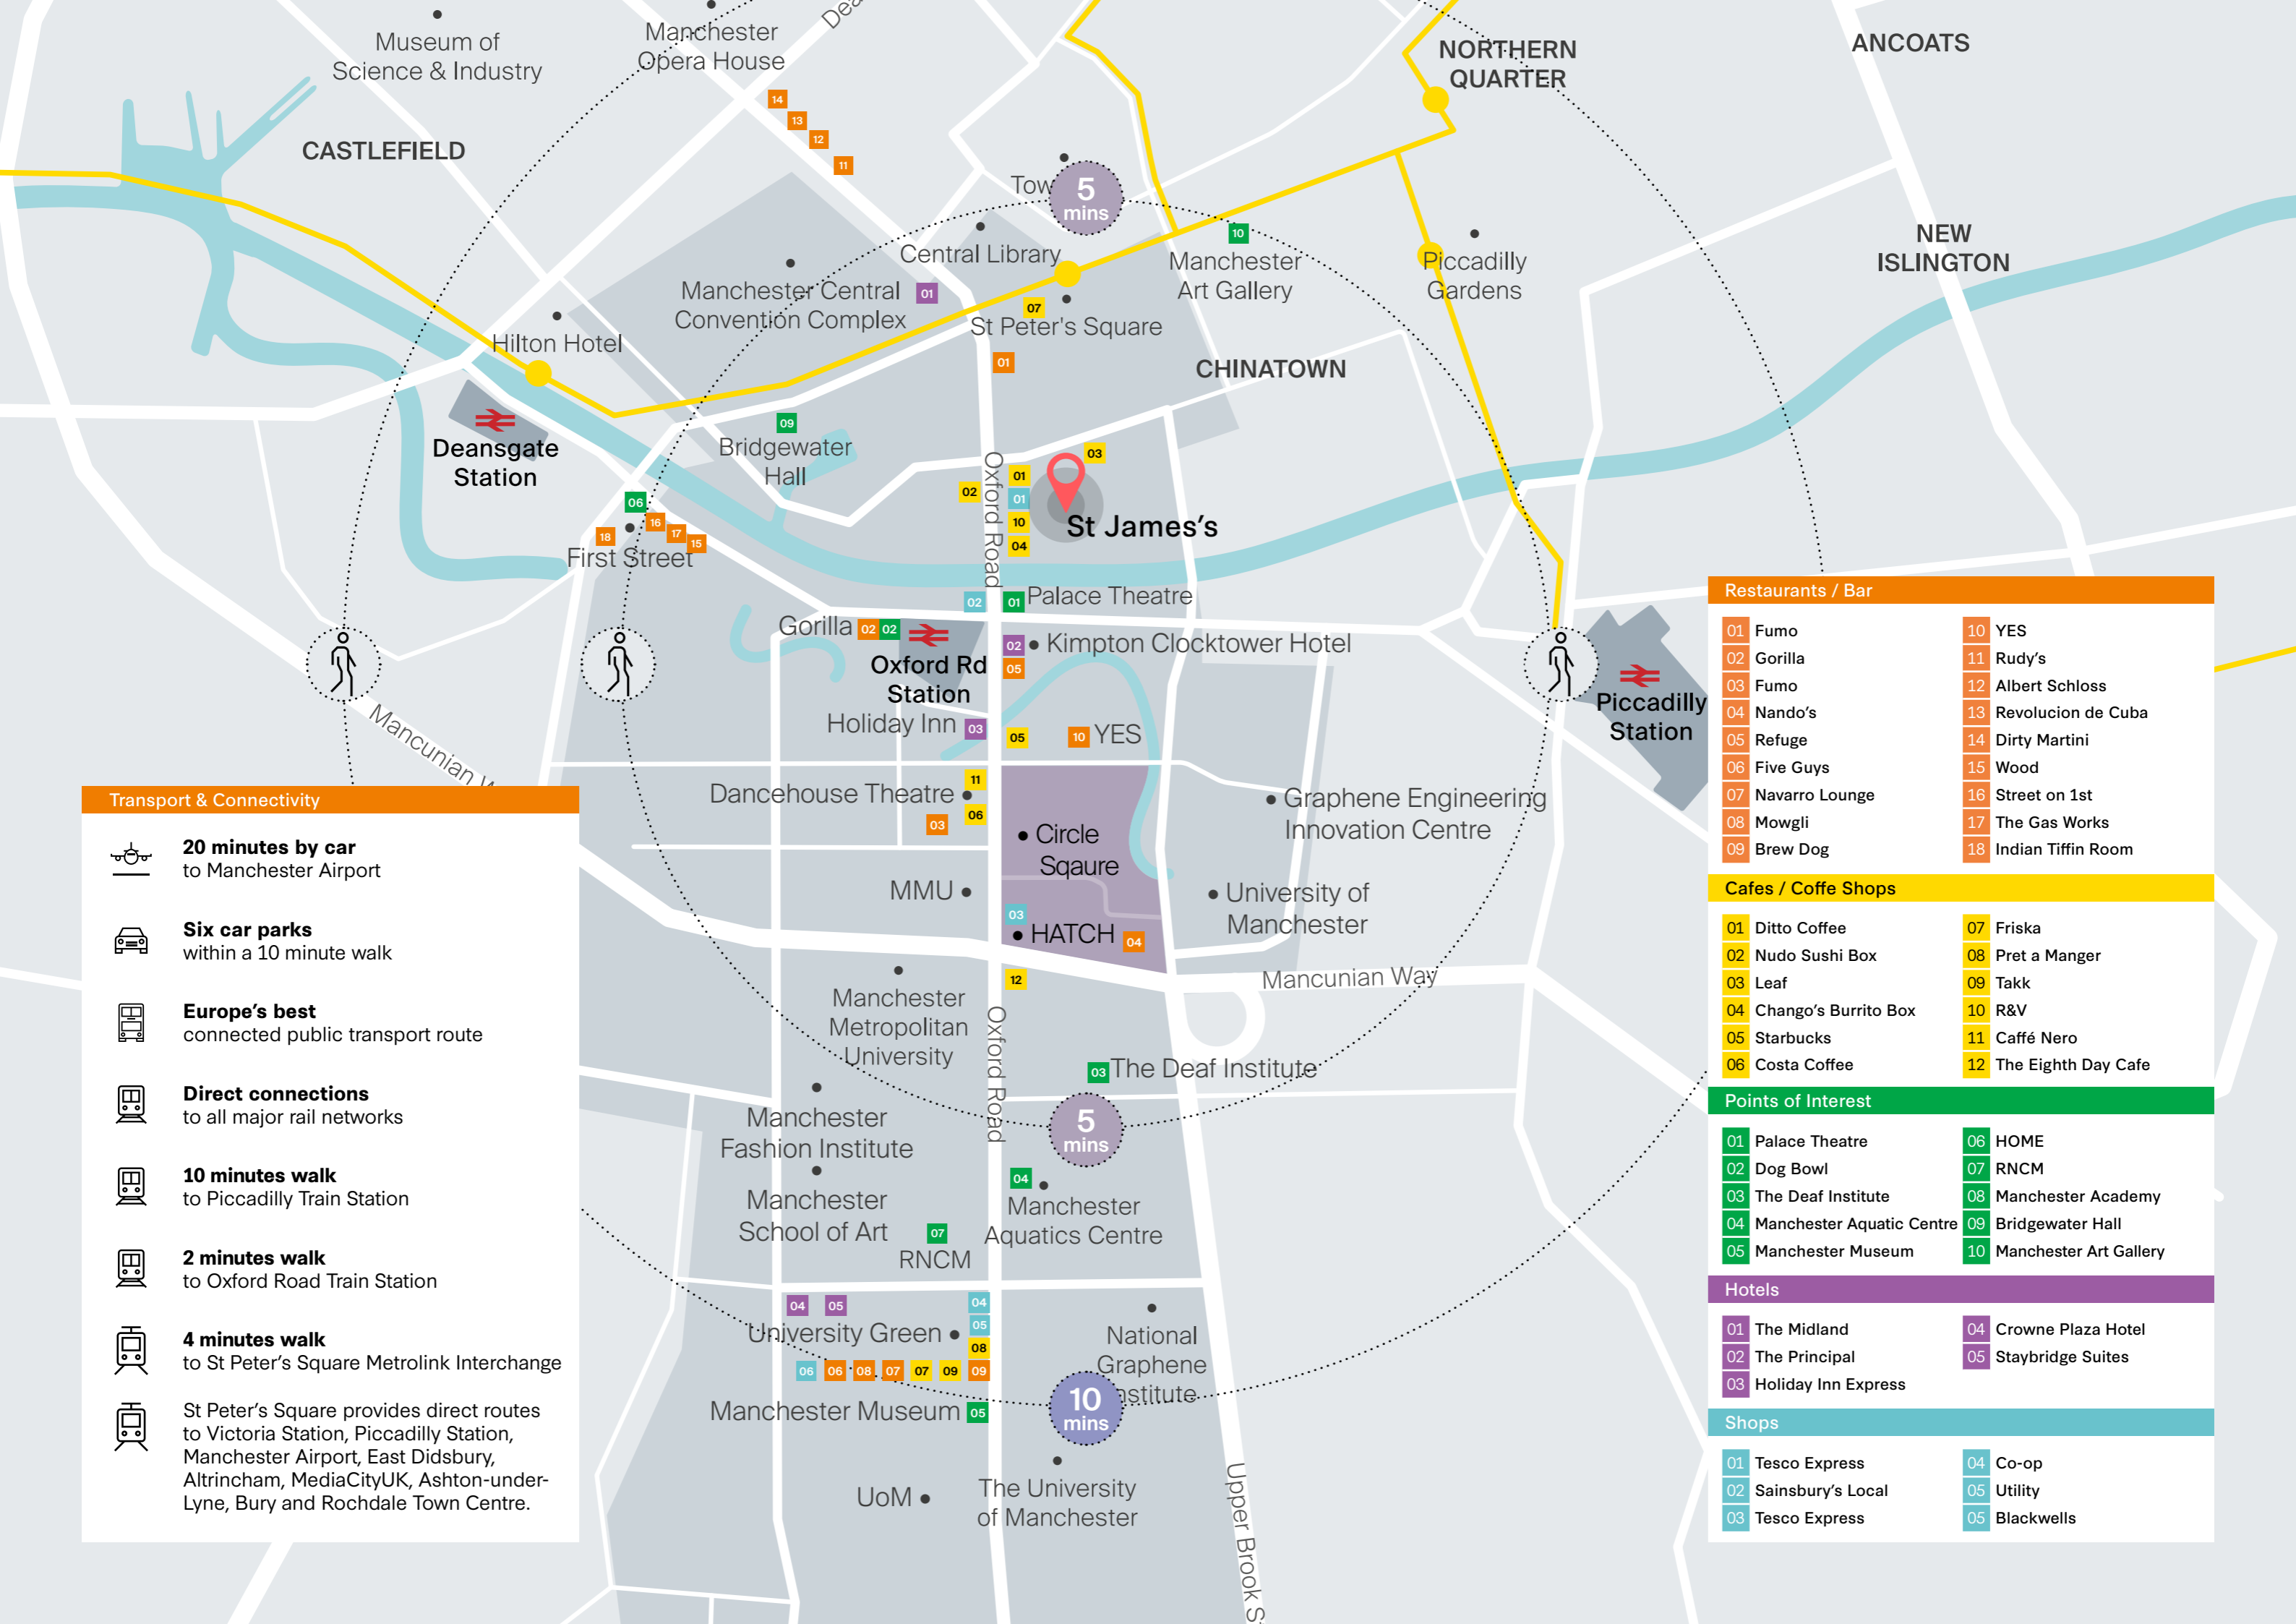 Museum of
Science & Industry
Manchester
Opera House
NORTHERN
QUARTER
ANCOATS
14
13
12
11
CASTLEFIELD
5
mins
10
Manchester
Art Gallery
Central Library
Piccadilly
Gardens
NEW
ISLINGTON
Manchester Central
Convention Complex
01
07
St Peter's Square
Hilton Hotel
01
CHINATOWN
Deansgate
Station
09
Bridgewater
Hall
Oxford Road
03
01
02
01
10
04
St James's
06
16
17
15
18
First Street
02
01
Palace Theatre
Gorilla
02
02
Oxford Rd
Station
02
Kimpton Clocktower Hotel
05
Piccadilly
Station
Mancunian
Holiday Inn
03
05
10
YES
11
Dancehouse Theatre
06
03
Circle
Sqaure
Graphene Engineering
Innovation Centre
MMU
University of
Manchester
03
HATCH
04
12
Mancunian Way
Manchester
Metropolitan
University
Oxford Road
03
The Deaf Institute
5
mins
Manchester
Fashion Institute
Manchester
School of Art
04
Manchester
Aquatics Centre
07
RNCM
04
05
04
05
University Green
08
06
06
08
07
07
09
09
National
Graphene
Institute
10
mins
Manchester Museum
05
UoM
The University
of Manchester
Upper Brook S
Transport & Connectivity
20 minutes by car
to Manchester Airport
Six car parks
within a 10 minute walk
Europe's best
connected public transport route
Direct connections
to all major rail networks
10 minutes walk
to Piccadilly Train Station
2 minutes walk
to Oxford Road Train Station
4 minutes walk
to St Peter's Square Metrolink Interchange
St Peter's Square provides direct routes
to Victoria Station, Piccadilly Station,
Manchester Airport, East Didsbury,
Altrincham, MediaCityUK, Ashton-under-
Lyne, Bury and Rochdale Town Centre.
Restaurants / Bar
01 Fumo
02 Gorilla
03 Fumo
04 Nando's
05 Refuge
06 Five Guys
07 Navarro Lounge
08 Mowgli
09 Brew Dog
10 YES
11 Rudy's
12 Albert Schloss
13 Revolucion de Cuba
14 Dirty Martini
15 Wood
16 Street on 1st
17 The Gas Works
18 Indian Tiffin Room
Cafes / Coffe Shops
01 Ditto Coffee
02 Nudo Sushi Box
03 Leaf
04 Chango's Burrito Box
05 Starbucks
06 Costa Coffee
07 Friska
08 Pret a Manger
09 Takk
10 R&V
11 Caffé Nero
12 The Eighth Day Cafe
Points of Interest
01 Palace Theatre
02 Dog Bowl
03 The Deaf Institute
04 Manchester Aquatic Centre
05 Manchester Museum
06 HOME
07 RNCM
08 Manchester Academy
09 Bridgewater Hall
10 Manchester Art Gallery
Hotels
01 The Midland
02 The Principal
03 Holiday Inn Express
04 Crowne Plaza Hotel
05 Staybridge Suites
Shops
01 Tesco Express
02 Sainsbury's Local
03 Tesco Express
04 Co-op
05 Utility
05 Blackwells